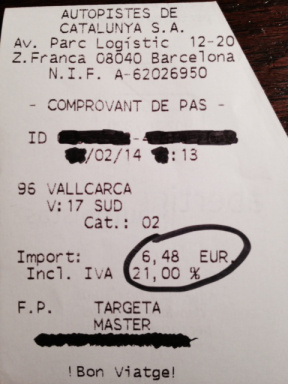 AUTOPISTES DE
CATALUNYA S.A.
Av. Parc Logístic 12-20
Z.Franca 08040 Barcelona
N.I.F. A-62026950
- COMPROVANT DE PAS -
ID
/02/14 :13
96 VALLCARCA
V:17 SUD
Cat.: 02
Import: 6,48 EUR.
Incl. IVA 21,00 %
F.P. TARGETA
MASTER
!Bon Viatge!